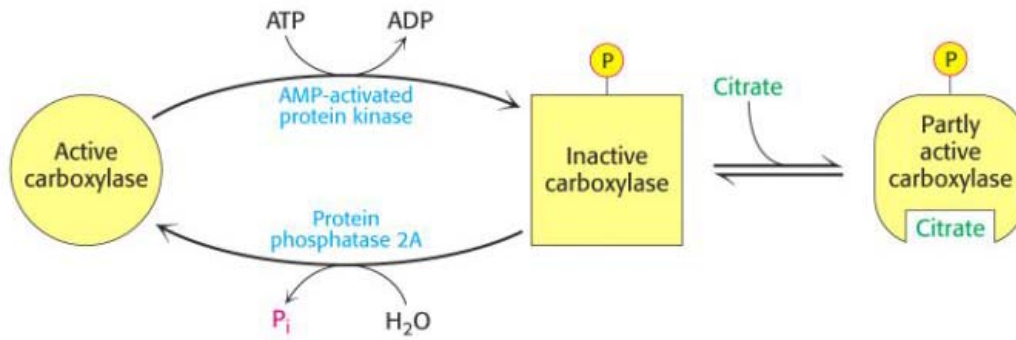 ATP
ADP
AMP-activated
protein kinase
Active
carboxylase
Protein
phosphatase 2A
Pi
H₂O
P
Inactive
carboxylase
Citrate
P
Partly
active
carboxylase
Citrate